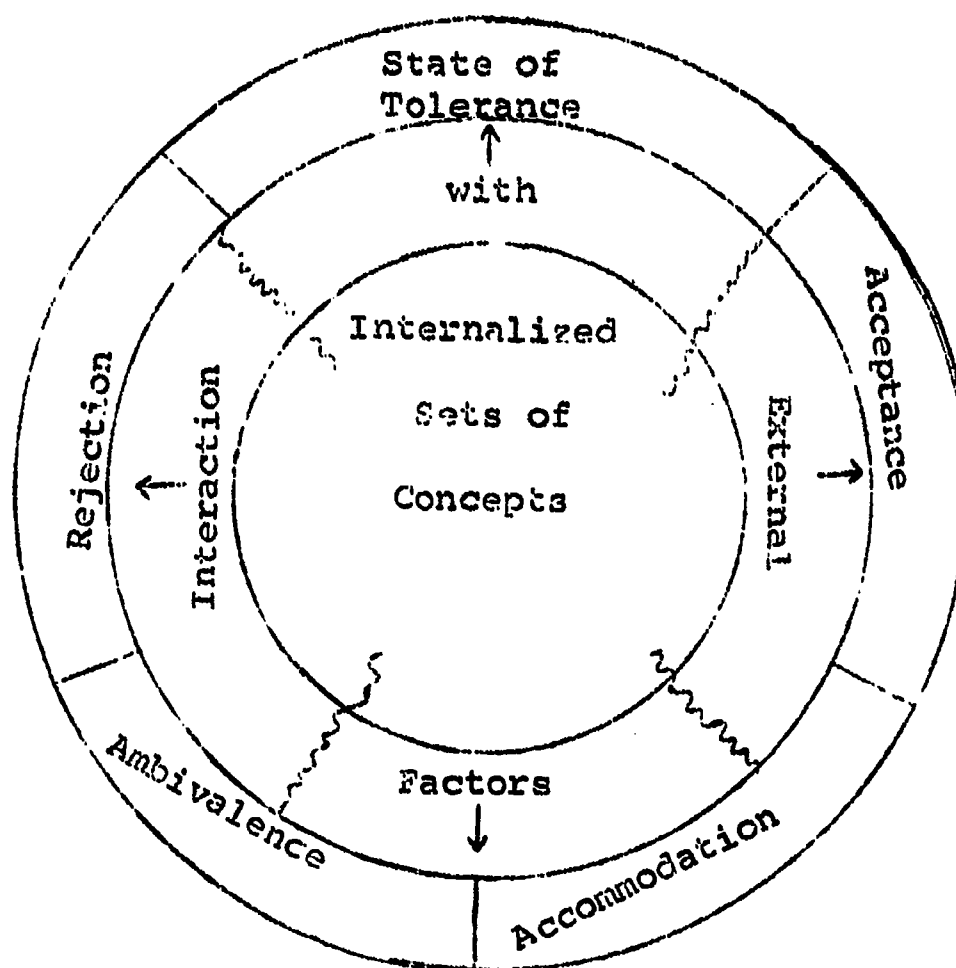 State of
Tolerance
with
Internalized
Sets of
Concepts
Rejection
Interaction
External
Acceptance
Factors
Ambivalence
Accommodation